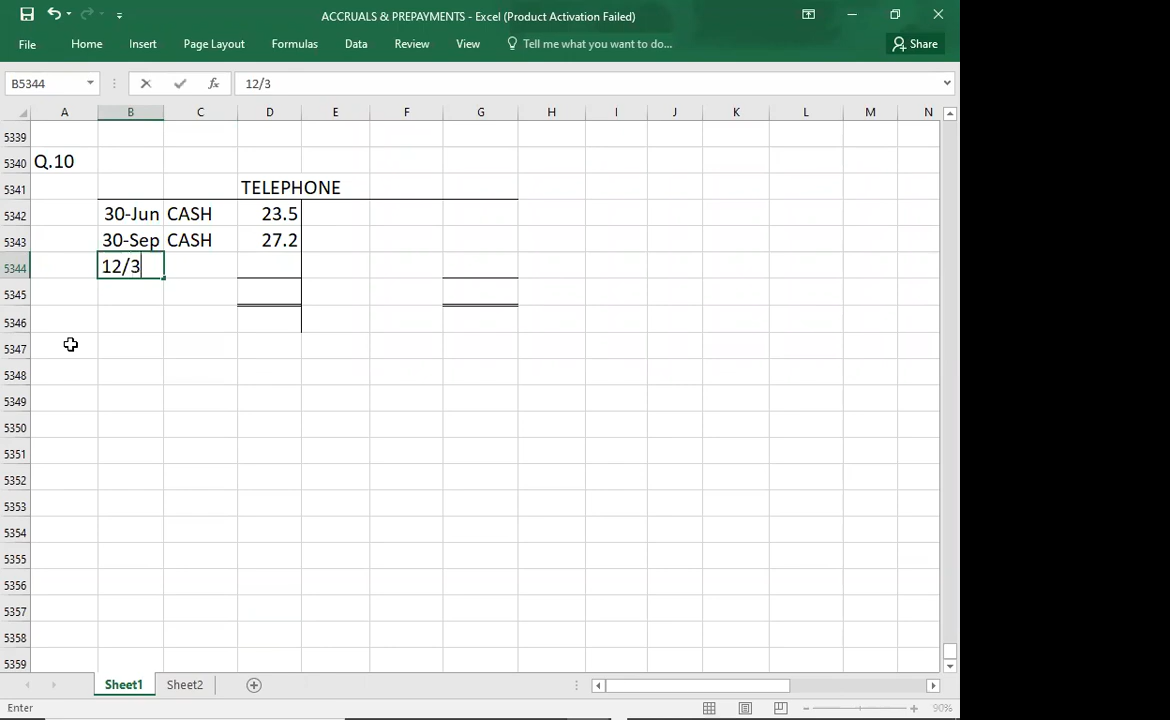 ACCRUALS & PREPAYMENTS - Excel (Product Activation Failed)
File Home Insert Page Layout Formulas Data Review View Tell me what you want to do... Share
B5344 fx 12/3
A B C D E F G H I J K L M N
5339
5340 Q.10
5341 TELEPHONE
5342 30-Jun CASH 23.5
5343 30-Sep CASH 27.2
5344 12/3
5345
5346
5347
5348
5349
5350
5351
5352
5353
5354
5355
5356
5357
5358
5359
Sheet1 Sheet2
Enter 90%